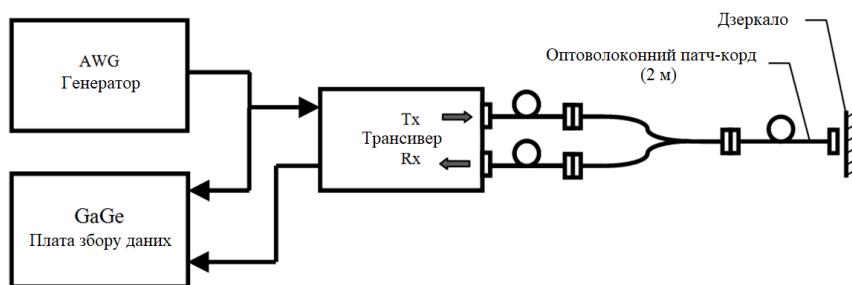 Дзеркало
Оптоволоконний патч-корд
(2 м)
AWG
Генератор
Tx
Трансивер
Rx
GaGe
Плата збору даних